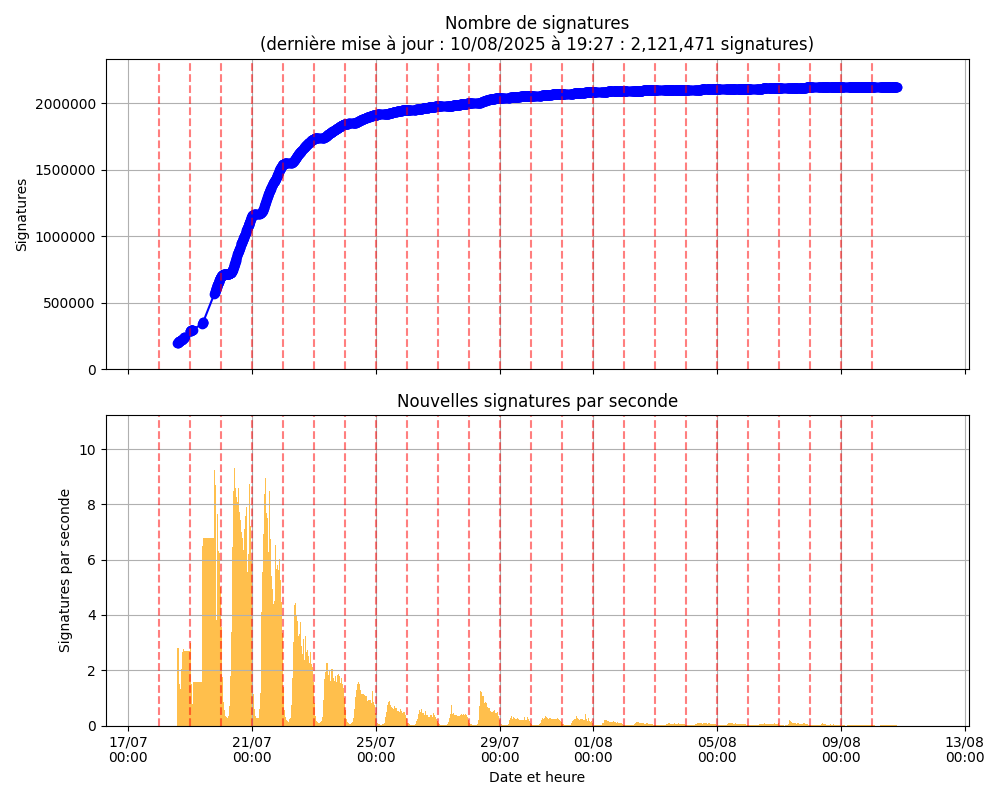 Nombre de signatures
(dernière mise à jour : 10/08/2025 à 19:27 : 2,121,471 signatures)
Signatures
2000000
1500000
1000000
500000
0
Nouvelles signatures par seconde
Signatures par seconde
10
8
6
4
2
0
17/07 21/07 25/07 29/07 01/08 05/08 09/08 13/08
00:00 00:00 00:00 00:00 00:00 00:00 00:00 00:00
Date et heure